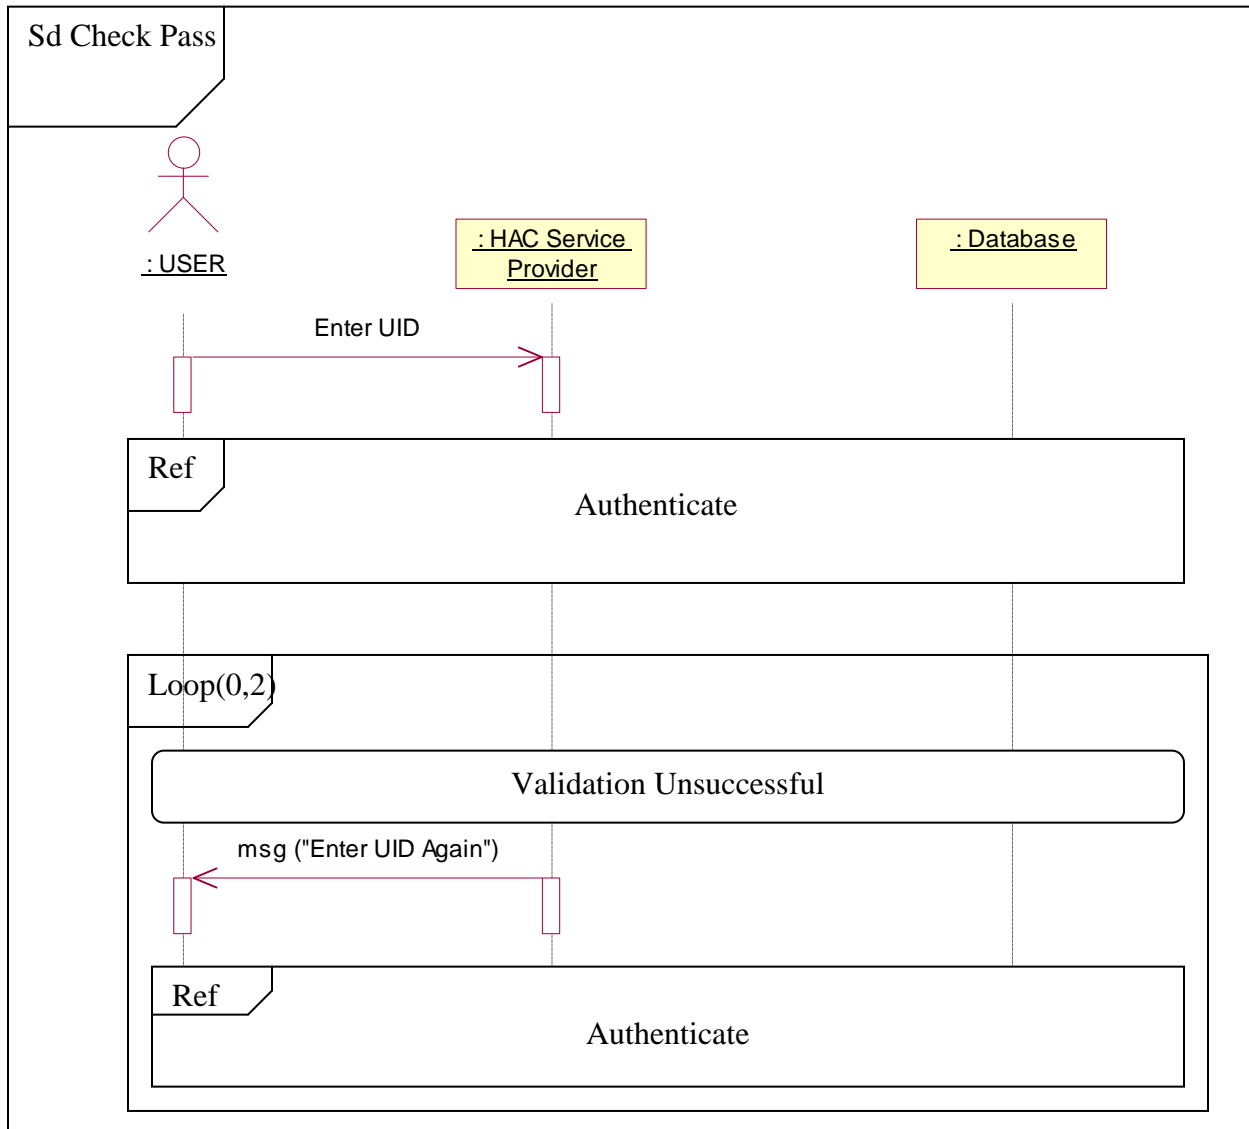 Sd Check Pass
: USER
: HAC Service
Provider
: Database
Enter UID
Ref
Authenticate
Loop(0,2)
Validation Unsuccessful
msg ("Enter UID Again")
Ref
Authenticate